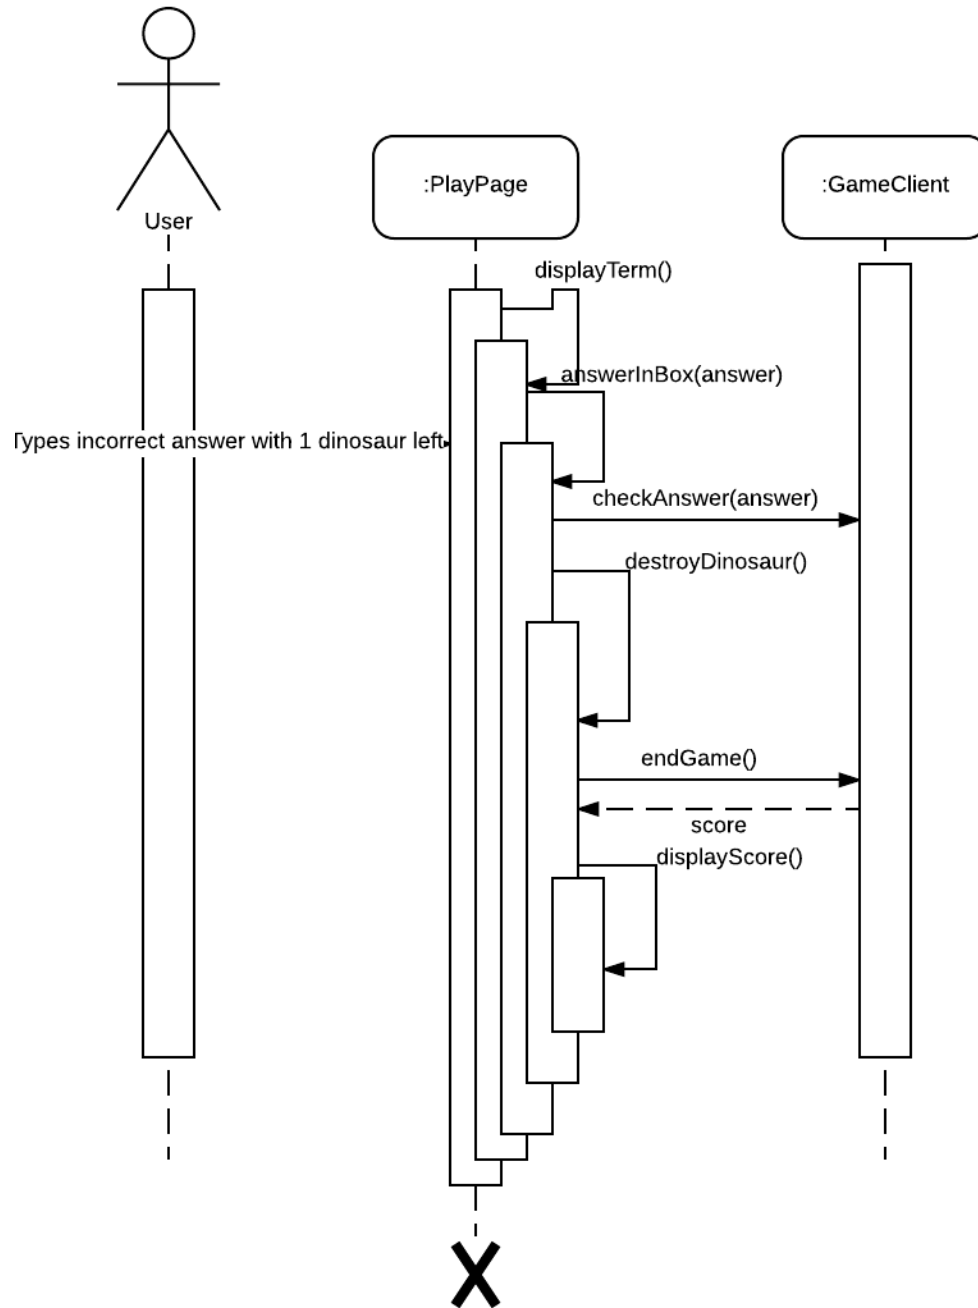 User
:PlayPage
:GameClient
displayTerm()
answerInBox(answer)
Types incorrect answer with 1 dinosaur left
checkAnswer(answer)
destroyDinosaur()
endGame()
score
displayScore()